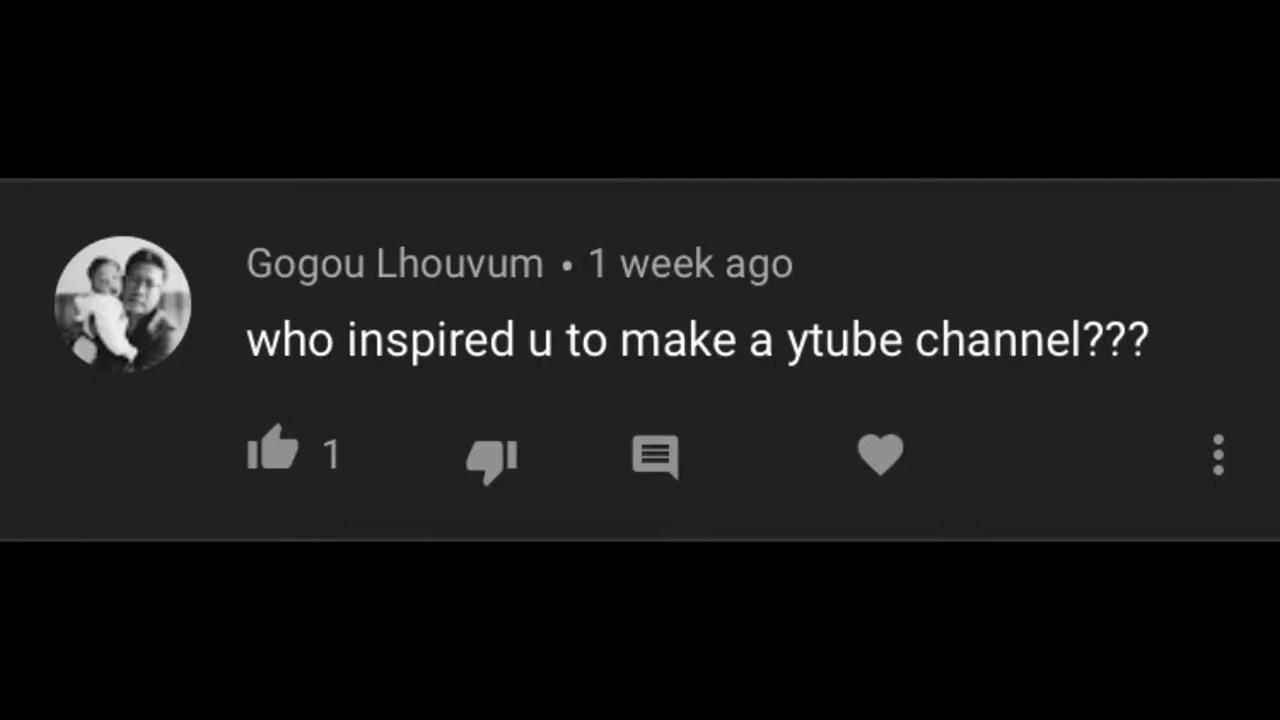 Gogou Lhouvum • 1 week ago
who inspired u to make a ytube channel???
1